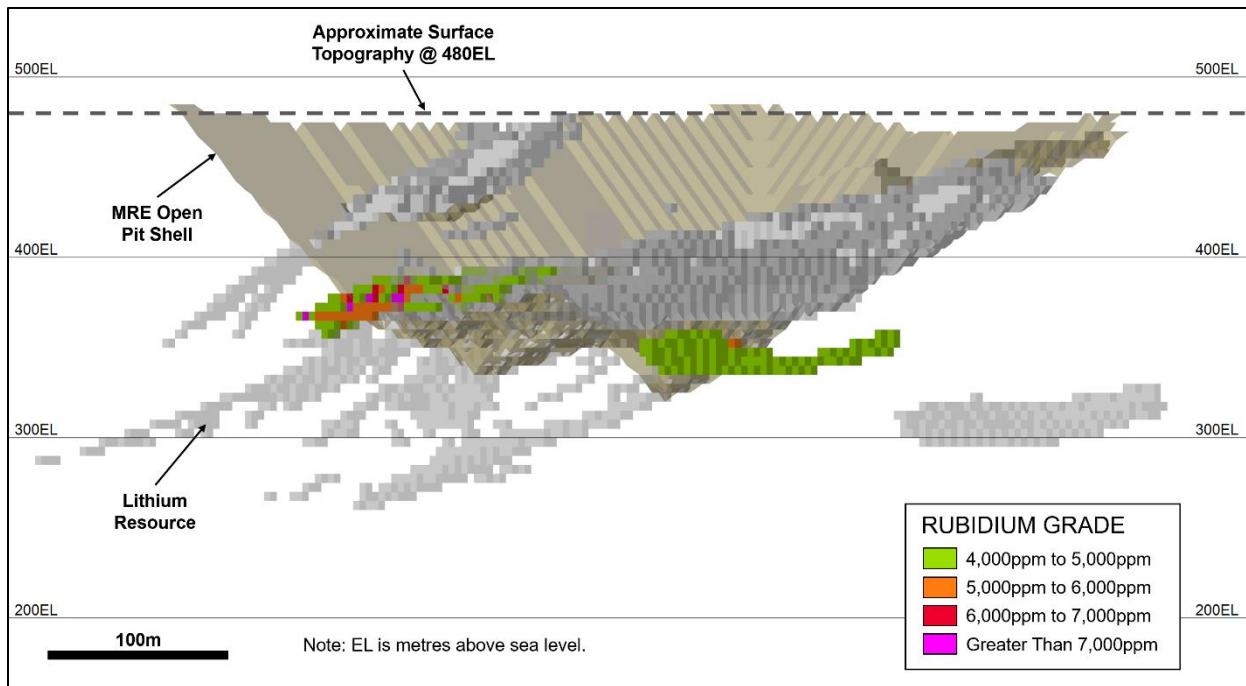 Approximate Surface
Topography @ 480EL
500EL
500EL
MRE Open
Pit Shell
400EL
400EL
300EL
300EL
Lithium
Resource
RUBIDIUM GRADE
4,000ppm to 5,000ppm
5,000ppm to 6,000ppm
6,000ppm to 7,000ppm
Greater Than 7,000ppm
200EL
200EL
100m
Note: EL is metres above sea level.